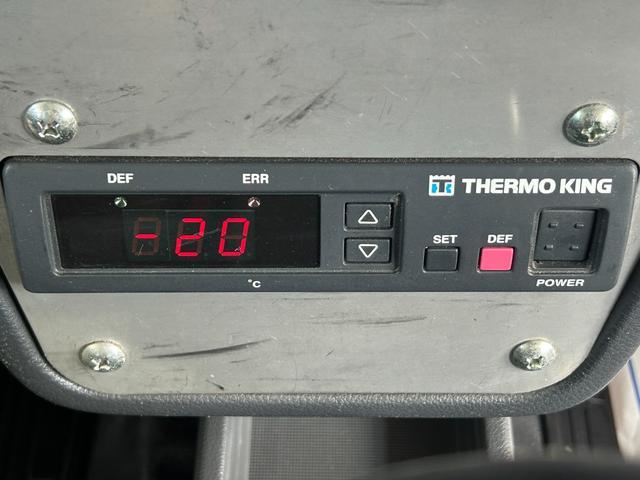 DEF ERR
THERMO KING
-20
SET DEF
°C
POWER